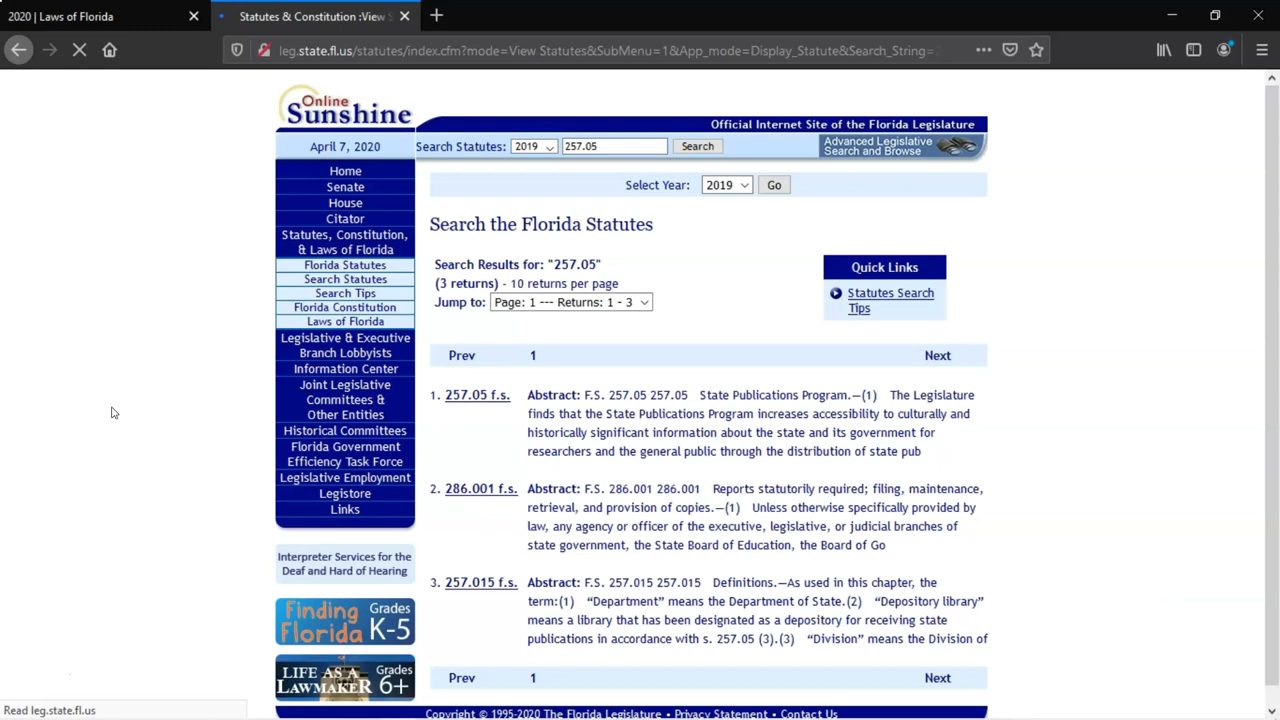 2020 | Laws of Florida
Statutes & Constitution :View S
leg.state.fl.us/statutes/index.cfm?mode=View Statutes&SubMenu=1&App_mode=Display_Statute&Search_String=
Online
Sunshine
Official Internet Site of the Florida Legislature
April 7, 2020
Search Statutes: 2019 257.05 Search
Advanced Legislative
Search and Browse
Home
Senate
House
Citator
Statutes, Constitution,
& Laws of Florida
Florida Statutes
Search Statutes
Search Tips
Florida Constitution
Laws of Florida
Legislative & Executive
Branch Lobbyists
Information Center
Joint Legislative
Committees &
Other Entities
Historical Committees
Florida Government
Efficiency Task Force
Legislative Employment
Legistore
Links
Interpreter Services for the
Deaf and Hard of Hearing
Finding
Florida
Grades
K-5
LIFE AS A
LAWMAKER
Grades
6+
Select Year: 2019 Go
Search the Florida Statutes
Search Results for: "257.05"
(3 returns) - 10 returns per page
Jump to: Page: 1 --- Returns: 1 - 3
Quick Links
Statutes Search
Tips
Prev 1 Next
1. 257.05 f.s. Abstract: F.S. 257.05 257.05 State Publications Program.—(1) The Legislature
finds that the State Publications Program increases accessibility to culturally and
historically significant information about the state and its government for
researchers and the general public through the distribution of state pub
2. 286.001 f.s. Abstract: F.S. 286.001 286.001 Reports statutorily required; filing, maintenance,
retrieval, and provision of copies.—(1) Unless otherwise specifically provided by
law, any agency or officer of the executive, legislative, or judicial branches of
state government, the State Board of Education, the Board of Go
3. 257.015 f.s. Abstract: F.S. 257.015 257.015 Definitions.—As used in this chapter, the
term:(1) “Department” means the Department of State.(2) “Depository library”
means a library that has been designated as a depository for receiving state
publications in accordance with s. 257.05 (3).(3) “Division” means the Division of
Prev 1 Next
Copyright © 1995-2020 The Florida Legislature • Privacy Statement • Contact Us
Read leg.state.fl.us